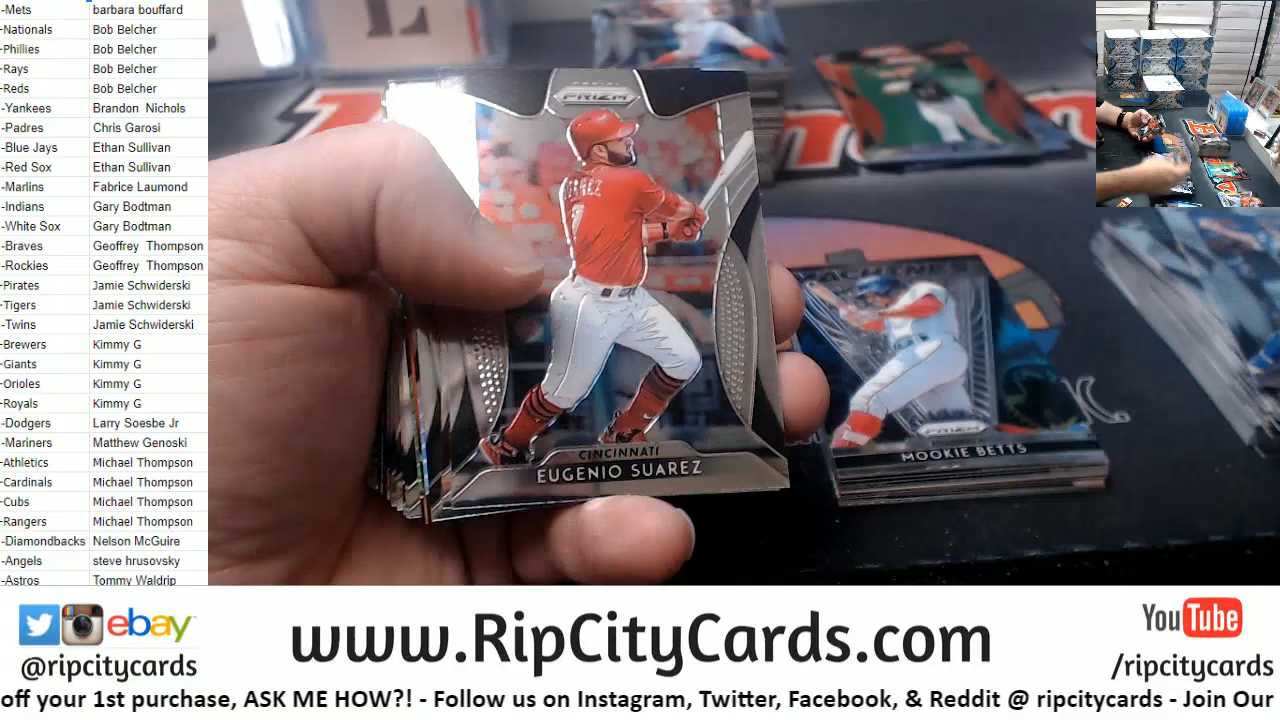 -Mets barbara bouffard
-Nationals Bob Belcher
-Phillies Bob Belcher
-Rays Bob Belcher
-Reds Bob Belcher
-Yankees Brandon Nichols
-Padres Chris Garosi
-Blue Jays Ethan Sullivan
-Red Sox Ethan Sullivan
-Marlins Fabrice Laumond
-Indians Gary Bodtman
-White Sox Gary Bodtman
-Braves Geoffrey Thompson
-Rockies Geoffrey Thompson
-Pirates Jamie Schwiderski
-Tigers Jamie Schwiderski
-Twins Jamie Schwiderski
-Brewers Kimmy G
-Giants Kimmy G
-Orioles Kimmy G
-Royals Kimmy G
-Dodgers Larry Soesbe Jr
-Mariners Matthew Genoski
-Athletics Michael Thompson
-Cardinals Michael Thompson
-Cubs Michael Thompson
-Rangers Michael Thompson
-Diamondbacks Nelson McGuire
-Angels steve hrusovsky
-Astros Tommy Waldrip
PANINI
PRIZM
CINCINNATI
EUGENIO SUAREZ
PRIZM
MOOKIE BETTS
ebay
@ripcitycards
www.RipCityCards.com
YouTube
/ripcitycards
off your 1st purchase, ASK ME HOW?! - Follow us on Instagram, Twitter, Facebook, & Reddit @ ripcitycards - Join Our